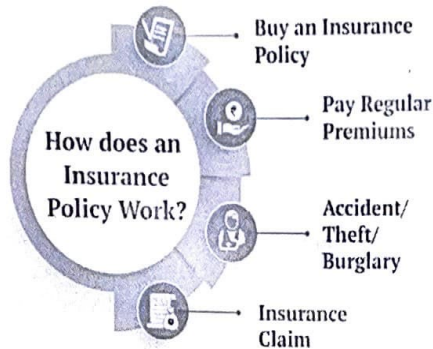 Buy an Insurance
Policy
Pay Regular
Premiums
How does an
Insurance
Policy Work?
Accident/
Theft/
Burglary
Insurance
Claim